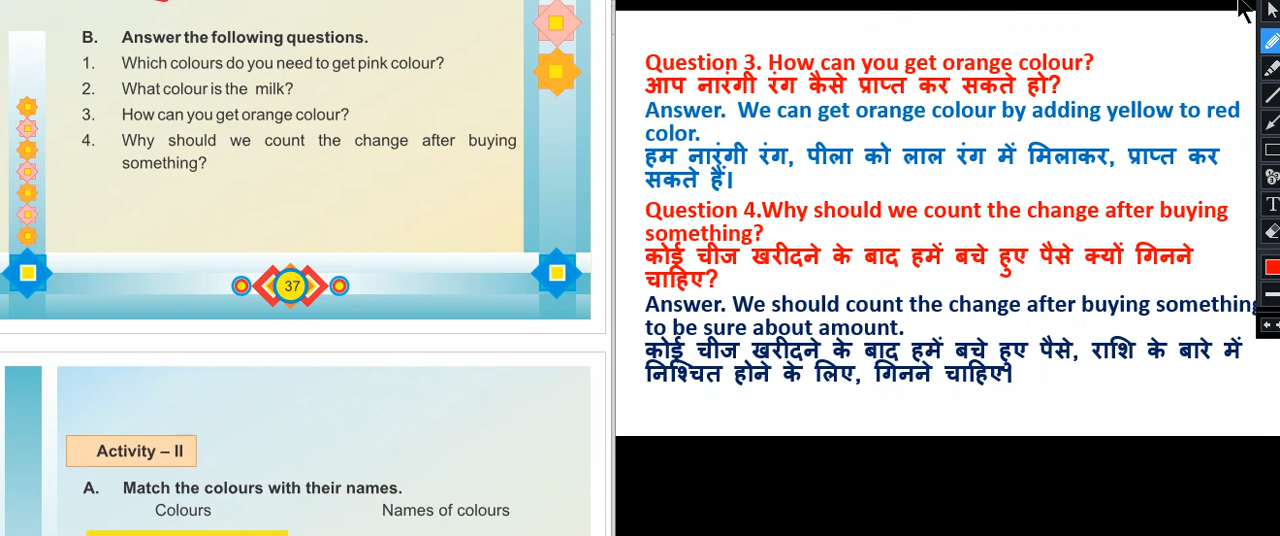 B. Answer the following questions.
1. Which colours do you need to get pink colour?
2. What colour is the milk?
3. How can you get orange colour?
4. Why should we count the change after buying
something?
37
Activity – II
A. Match the colours with their names.
Colours Names of colours
Question 3. How can you get orange colour?
आप नारंगी रंग कैसे प्राप्त कर सकते हो?
Answer. We can get orange colour by adding yellow to red
color.
हम नारंगी रंग, पीला को लाल रंग में मिलाकर, प्राप्त कर
सकते हैं।
Question 4.Why should we count the change after buying
something?
कोई चीज खरीदने के बाद हमें बचे हुए पैसे क्यों गिनने
चाहिए?
Answer. We should count the change after buying something
to be sure about amount.
कोई चीज खरीदने के बाद हमें बचे हुए पैसे, राशि के बारे में
निश्चित होने के लिए, गिनने चाहिए।